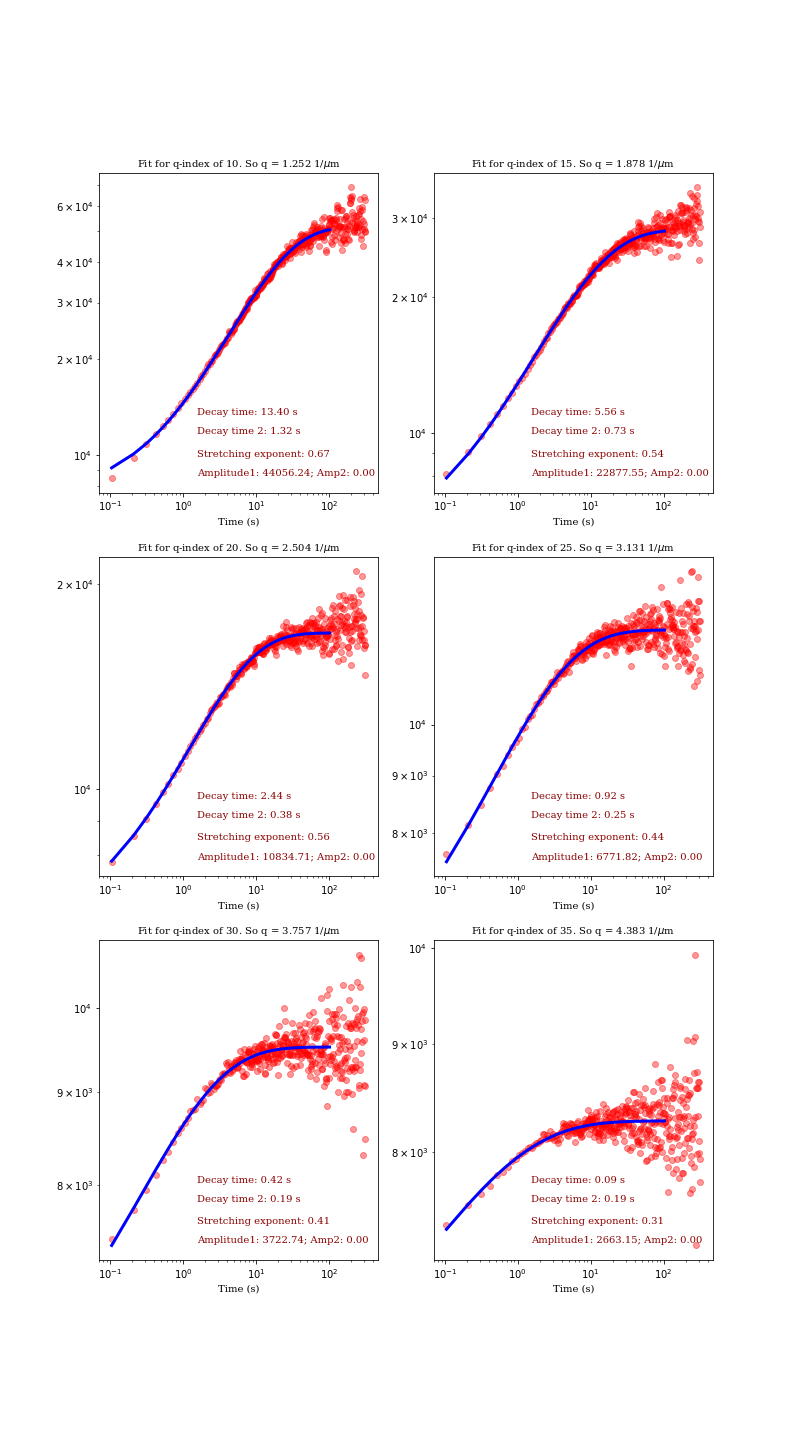 Fit for q-index of 10. So q = 1.252 1/μm
6 × 10⁴
4 × 10⁴
3 × 10⁴
2 × 10⁴
10⁴
Decay time: 13.40 s
Decay time 2: 1.32 s
Stretching exponent: 0.67
Amplitude1: 44056.24; Amp2: 0.00
10⁻¹ 10⁰ 10¹ 10²
Time (s)
Fit for q-index of 15. So q = 1.878 1/μm
3 × 10⁴
2 × 10⁴
10⁴
Decay time: 5.56 s
Decay time 2: 0.73 s
Stretching exponent: 0.54
Amplitude1: 22877.55; Amp2: 0.00
10⁻¹ 10⁰ 10¹ 10²
Time (s)
Fit for q-index of 20. So q = 2.504 1/μm
2 × 10⁴
10⁴
Decay time: 2.44 s
Decay time 2: 0.38 s
Stretching exponent: 0.56
Amplitude1: 10834.71; Amp2: 0.00
10⁻¹ 10⁰ 10¹ 10²
Time (s)
Fit for q-index of 25. So q = 3.131 1/μm
10⁴
9 × 10³
8 × 10³
Decay time: 0.92 s
Decay time 2: 0.25 s
Stretching exponent: 0.44
Amplitude1: 6771.82; Amp2: 0.00
10⁻¹ 10⁰ 10¹ 10²
Time (s)
Fit for q-index of 30. So q = 3.757 1/μm
10⁴
9 × 10³
8 × 10³
Decay time: 0.42 s
Decay time 2: 0.19 s
Stretching exponent: 0.41
Amplitude1: 3722.74; Amp2: 0.00
10⁻¹ 10⁰ 10¹ 10²
Time (s)
Fit for q-index of 35. So q = 4.383 1/μm
10⁴
9 × 10³
8 × 10³
Decay time: 0.09 s
Decay time 2: 0.19 s
Stretching exponent: 0.31
Amplitude1: 2663.15; Amp2: 0.00
10⁻¹ 10⁰ 10¹ 10²
Time (s)